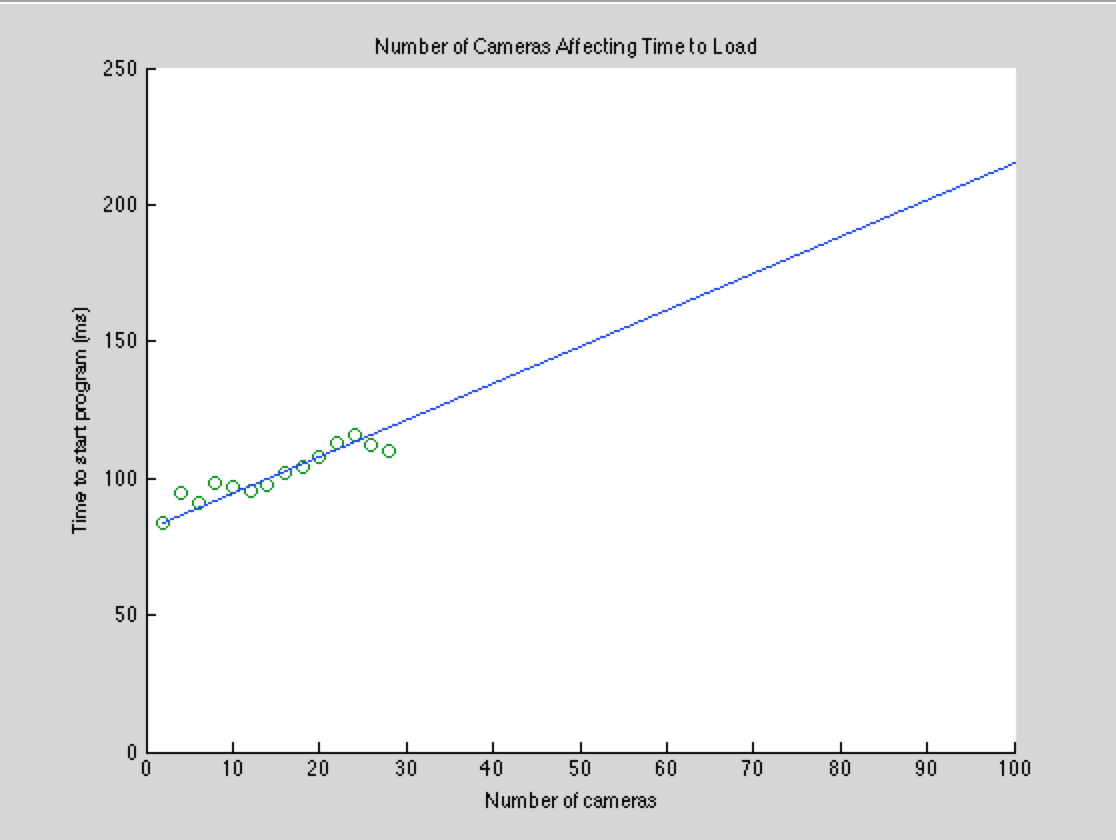 Number of Cameras Affecting Time to Load
250
200
150
100
50
0
Time to start program (ms)
0 10 20 30 40 50 60 70 80 90 100
Number of cameras